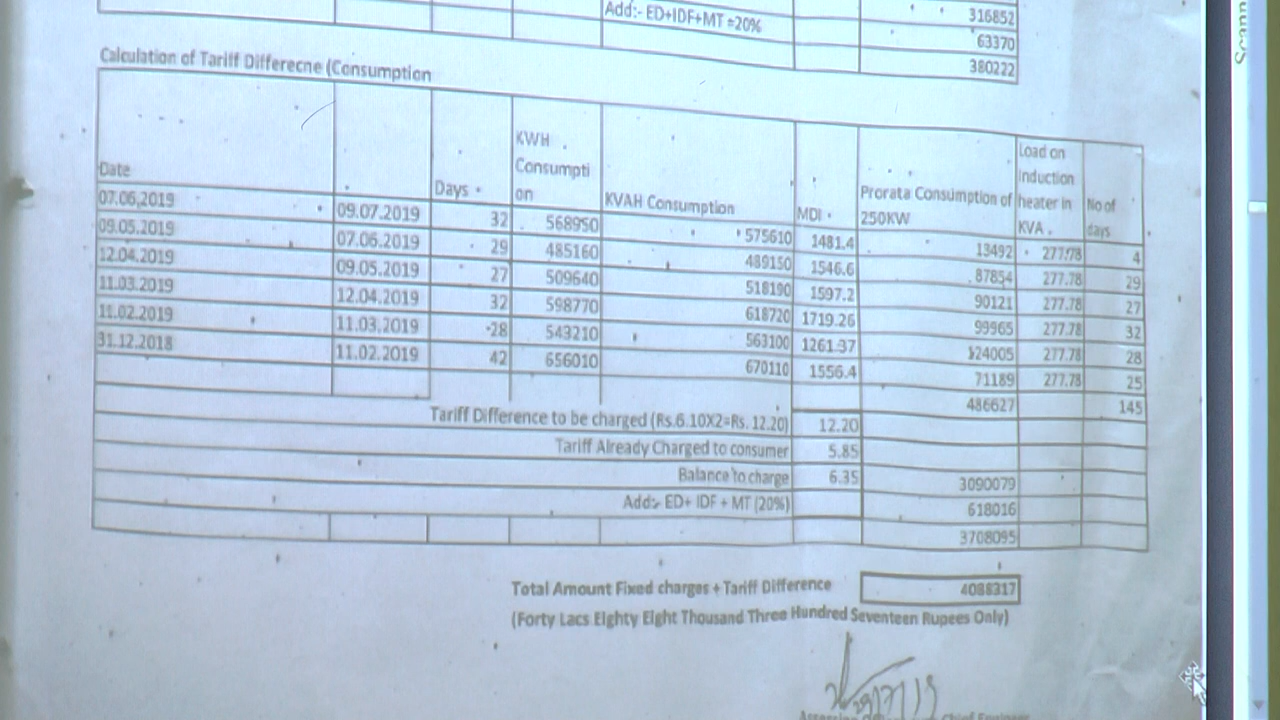 316852
Add:- ED+IDF+MT =20% 63370
380222
Calculation of Tariff Differecne (Consumption
Date Days KWH Consumpti on KVAH Consumption MDI Prorata Consumption of 250KW Load on Induction heater in KVA No of days
07.06.2019 09.07.2019 32 568950 575610 1481.4 13492 277.78 4
09.05.2019 07.06.2019 29 485160 489150 1546.6 87854 277.78 29
12.04.2019 09.05.2019 27 509640 518190 1597.2 90121 277.78 27
11.03.2019 12.04.2019 32 598770 618720 1719.26 99965 277.78 32
11.02.2019 11.03.2019 28 543210 563100 1261.37 124005 277.78 28
31.12.2018 11.02.2019 42 656010 670110 1556.4 71189 277.78 25
486627 145
Tariff Difference to be charged (Rs.6.10X2=Rs. 12.20) 12.20
Tariff Already Charged to consumer 5.85
Balance to charge 6.35 3090079
Add:- ED+ IDF + MT (20%) 618016
3708095
Total Amount Fixed charges + Tariff Difference 4088317
(Forty Lacs Eighty Eight Thousand Three Hundred Seventeen Rupees Only)
Chief Engineer